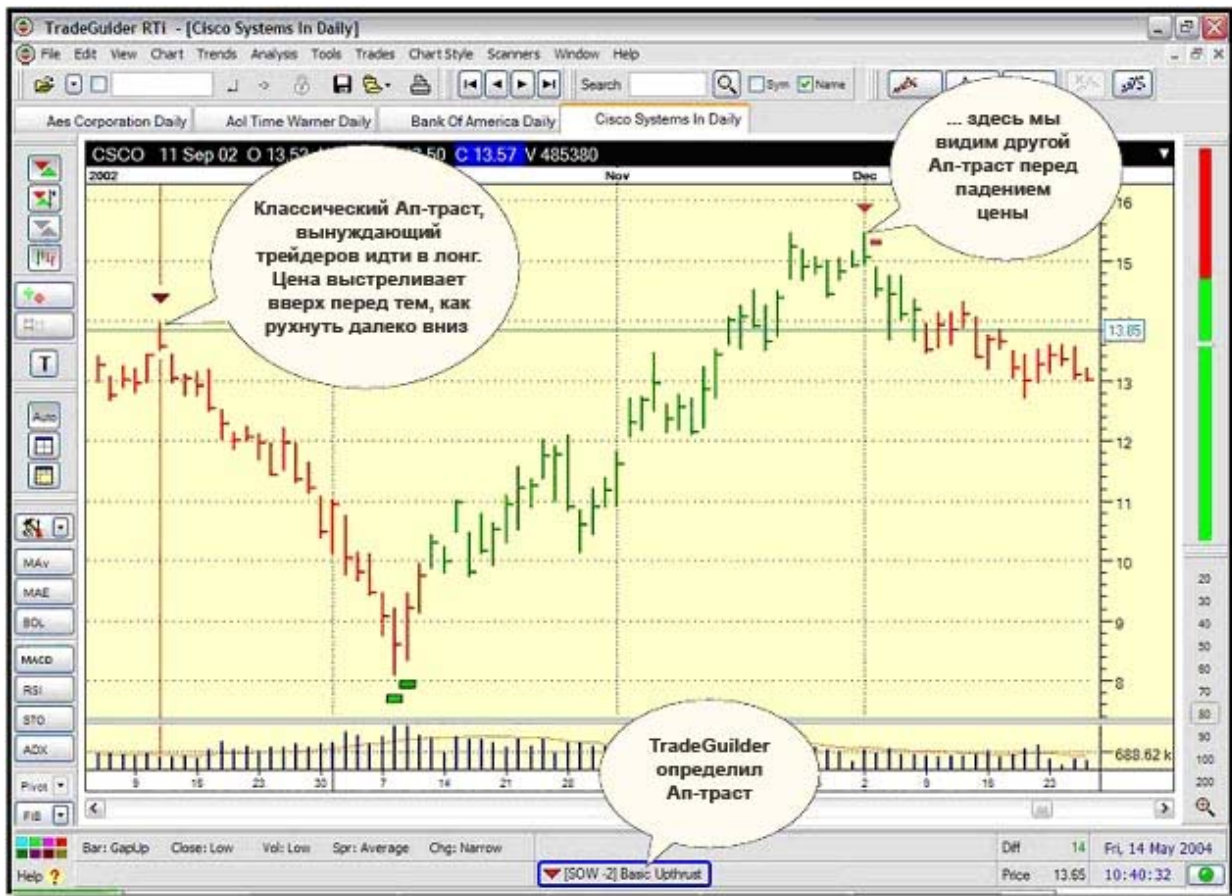 TradeGuilder RTi - [Cisco Systems In Daily]
File Edit View Chart Trends Analysis Tools Trades Chart Style Scanners Window Help
Search Sym Name
Aes Corporation Daily Aol Time Warner Daily Bank Of America Daily Cisco Systems In Daily
CSCO 11 Sep 02 O 13.53 .50 C 13.57 V 485380
2002 Nov Dec
Классический Ап-траст,
вынуждающий
трейдеров идти в лонг.
Цена выстреливает
вверх перед тем, как
рухнуть далеко вниз
... здесь мы
видим другой
Ап-траст перед
падением
цены
16
15
13.85
13
12
11
10
9
8
T
Auto
MAv
MAE
BOL
MACD
RSI
STO
ADX
Pivot
FIB
20
30
40
50
60
70
80
90
100
200
688.62 k
9 15 23 30 7 14 21 28 2 9 16 23
TradeGuilder
определил
Ап-траст
Bar: GapUp Close: Low Vol: Low Spr: Average Chg: Narrow Diff 14 Fri, 14 May 2004
Help ? [SOW -2] Basic Upthrust Price 13.65 10:40:32